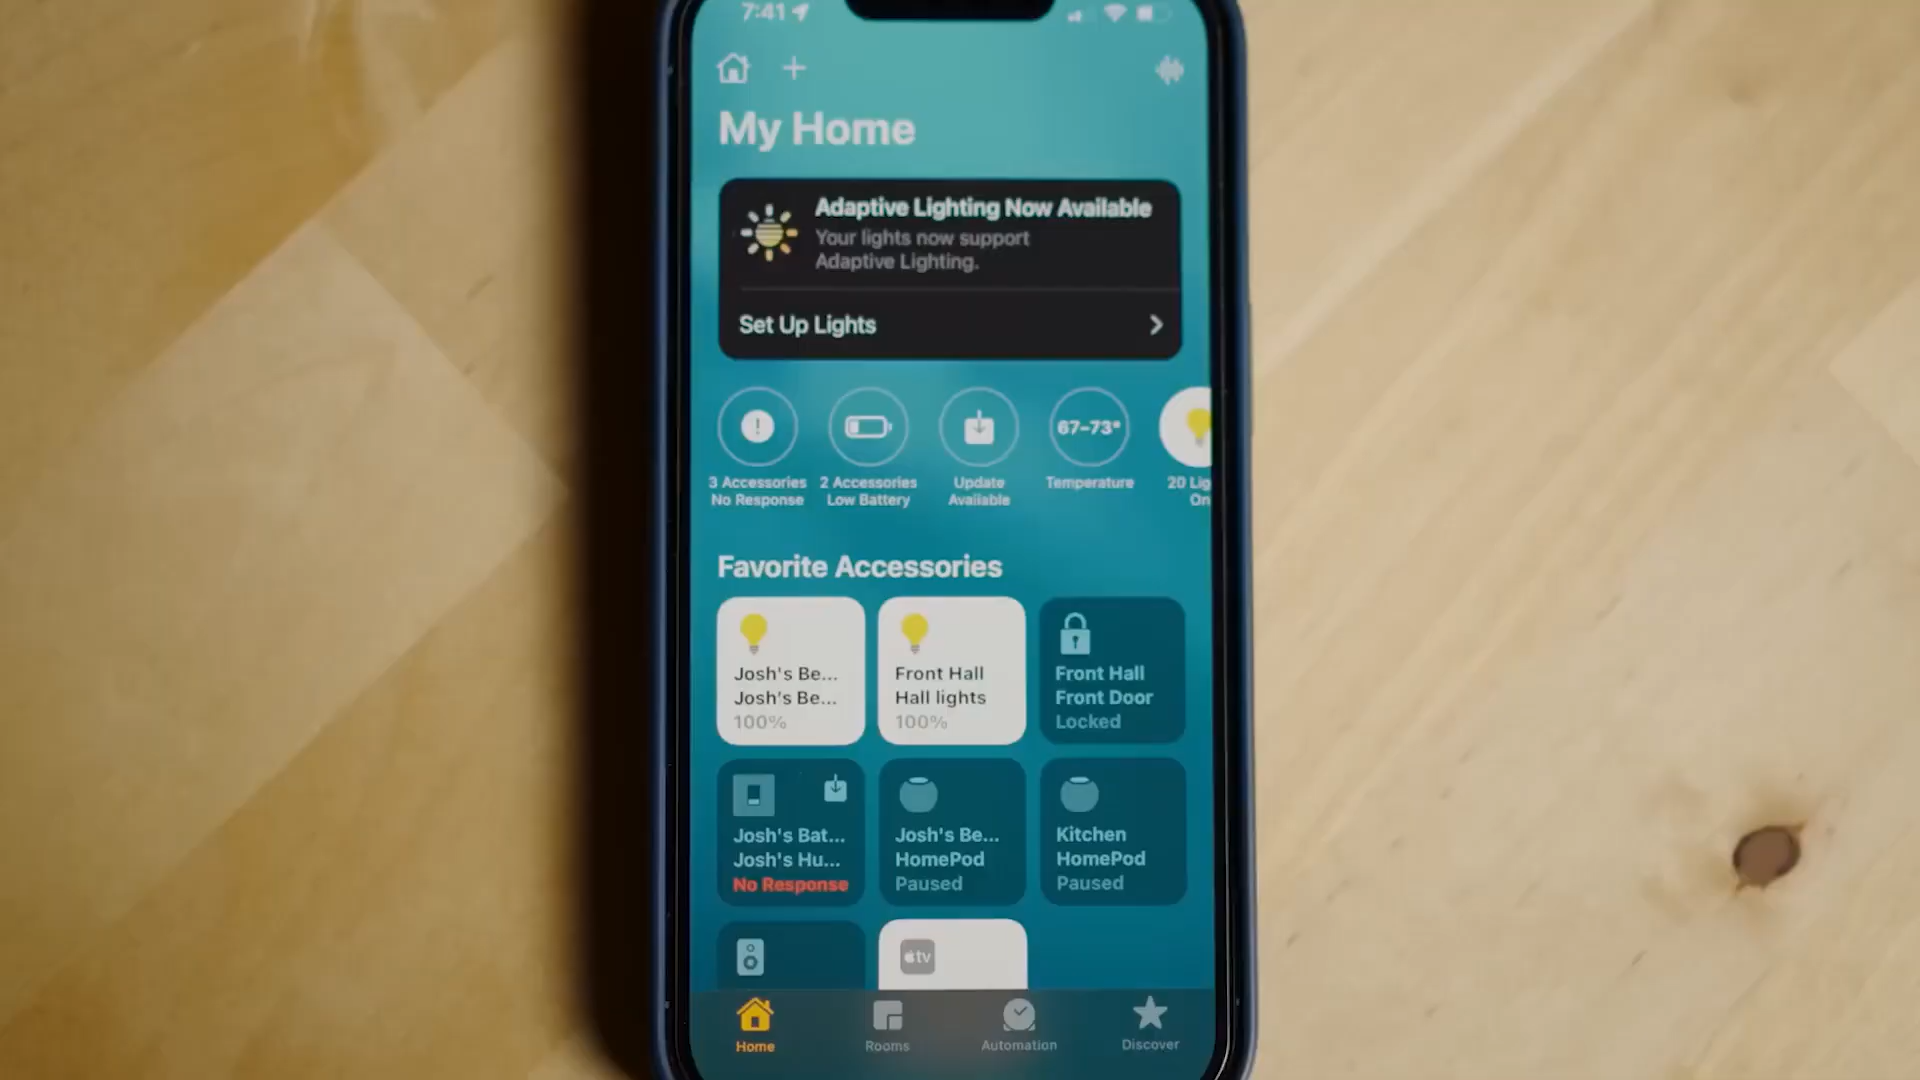 7:41
My Home
Adaptive Lighting Now Available
Your lights now support
Adaptive Lighting.
Set Up Lights
67-73°
3 Accessories
No Response
2 Accessories
Low Battery
Update
Available
Temperature
20 Lig
On
Favorite Accessories
Josh's Be...
Josh's Be...
100%
Front Hall
Hall lights
100%
Front Hall
Front Door
Locked
Josh's Bat...
Josh's Hu...
No Response
Josh's Be...
HomePod
Paused
Kitchen
HomePod
Paused
tv
Home
Rooms
Automation
Discover